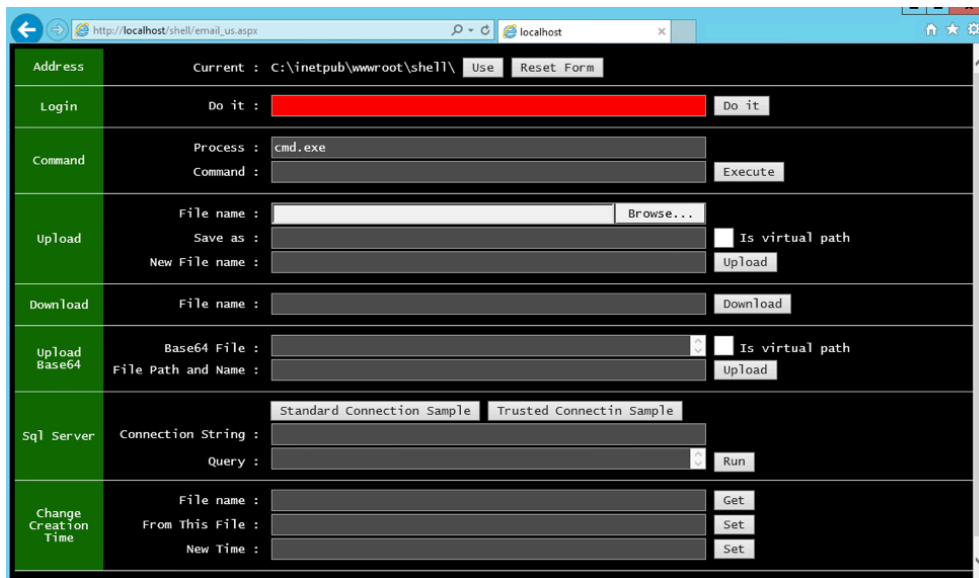 http://localhost/shell/email_us.aspx
localhost
Address
Current : C:\inetpub\wwwroot\shell\ Use Reset Form
Login
Do it : Do it
Command
Process : cmd.exe
Command : Execute
Upload
File name : Browse...
Save as : Is virtual path
New File name : Upload
Download
File name : Download
Upload
Base64
Base64 File : Is virtual path
File Path and Name : Upload
Sql Server
Standard Connection Sample Trusted Connectin Sample
Connection String :
Query : Run
Change
Creation
Time
File name : Get
From This File : Set
New Time : Set